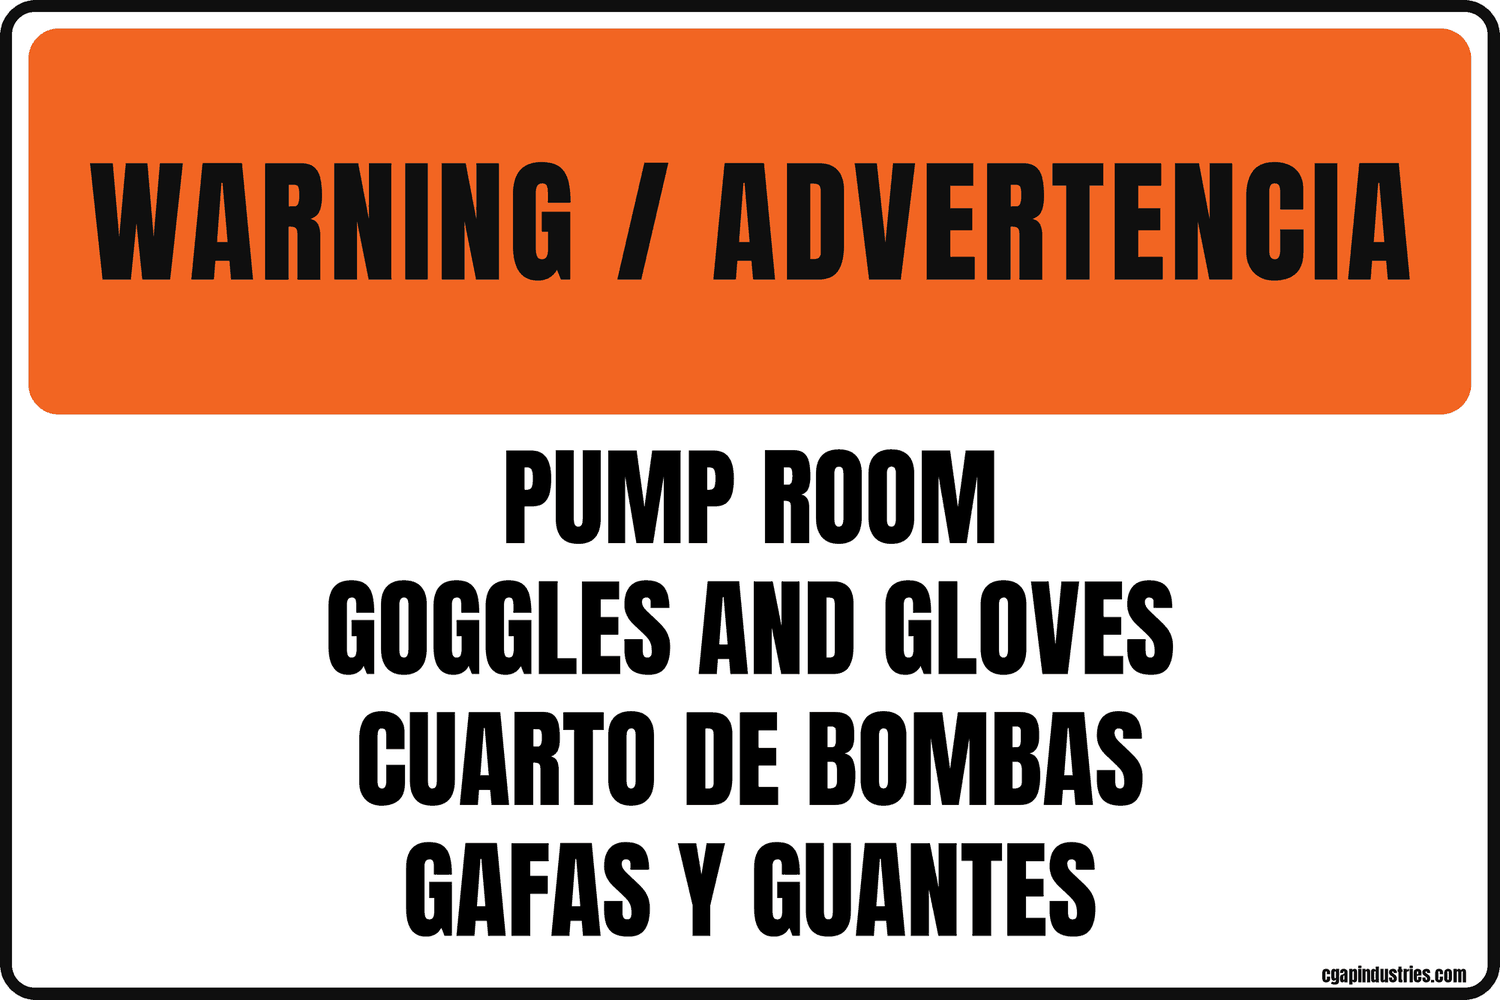 WARNING / ADVERTENCIA
PUMP ROOM
GOGGLES AND GLOVES
CUARTO DE BOMBAS
GAFAS Y GUANTES
cgapindustries.com